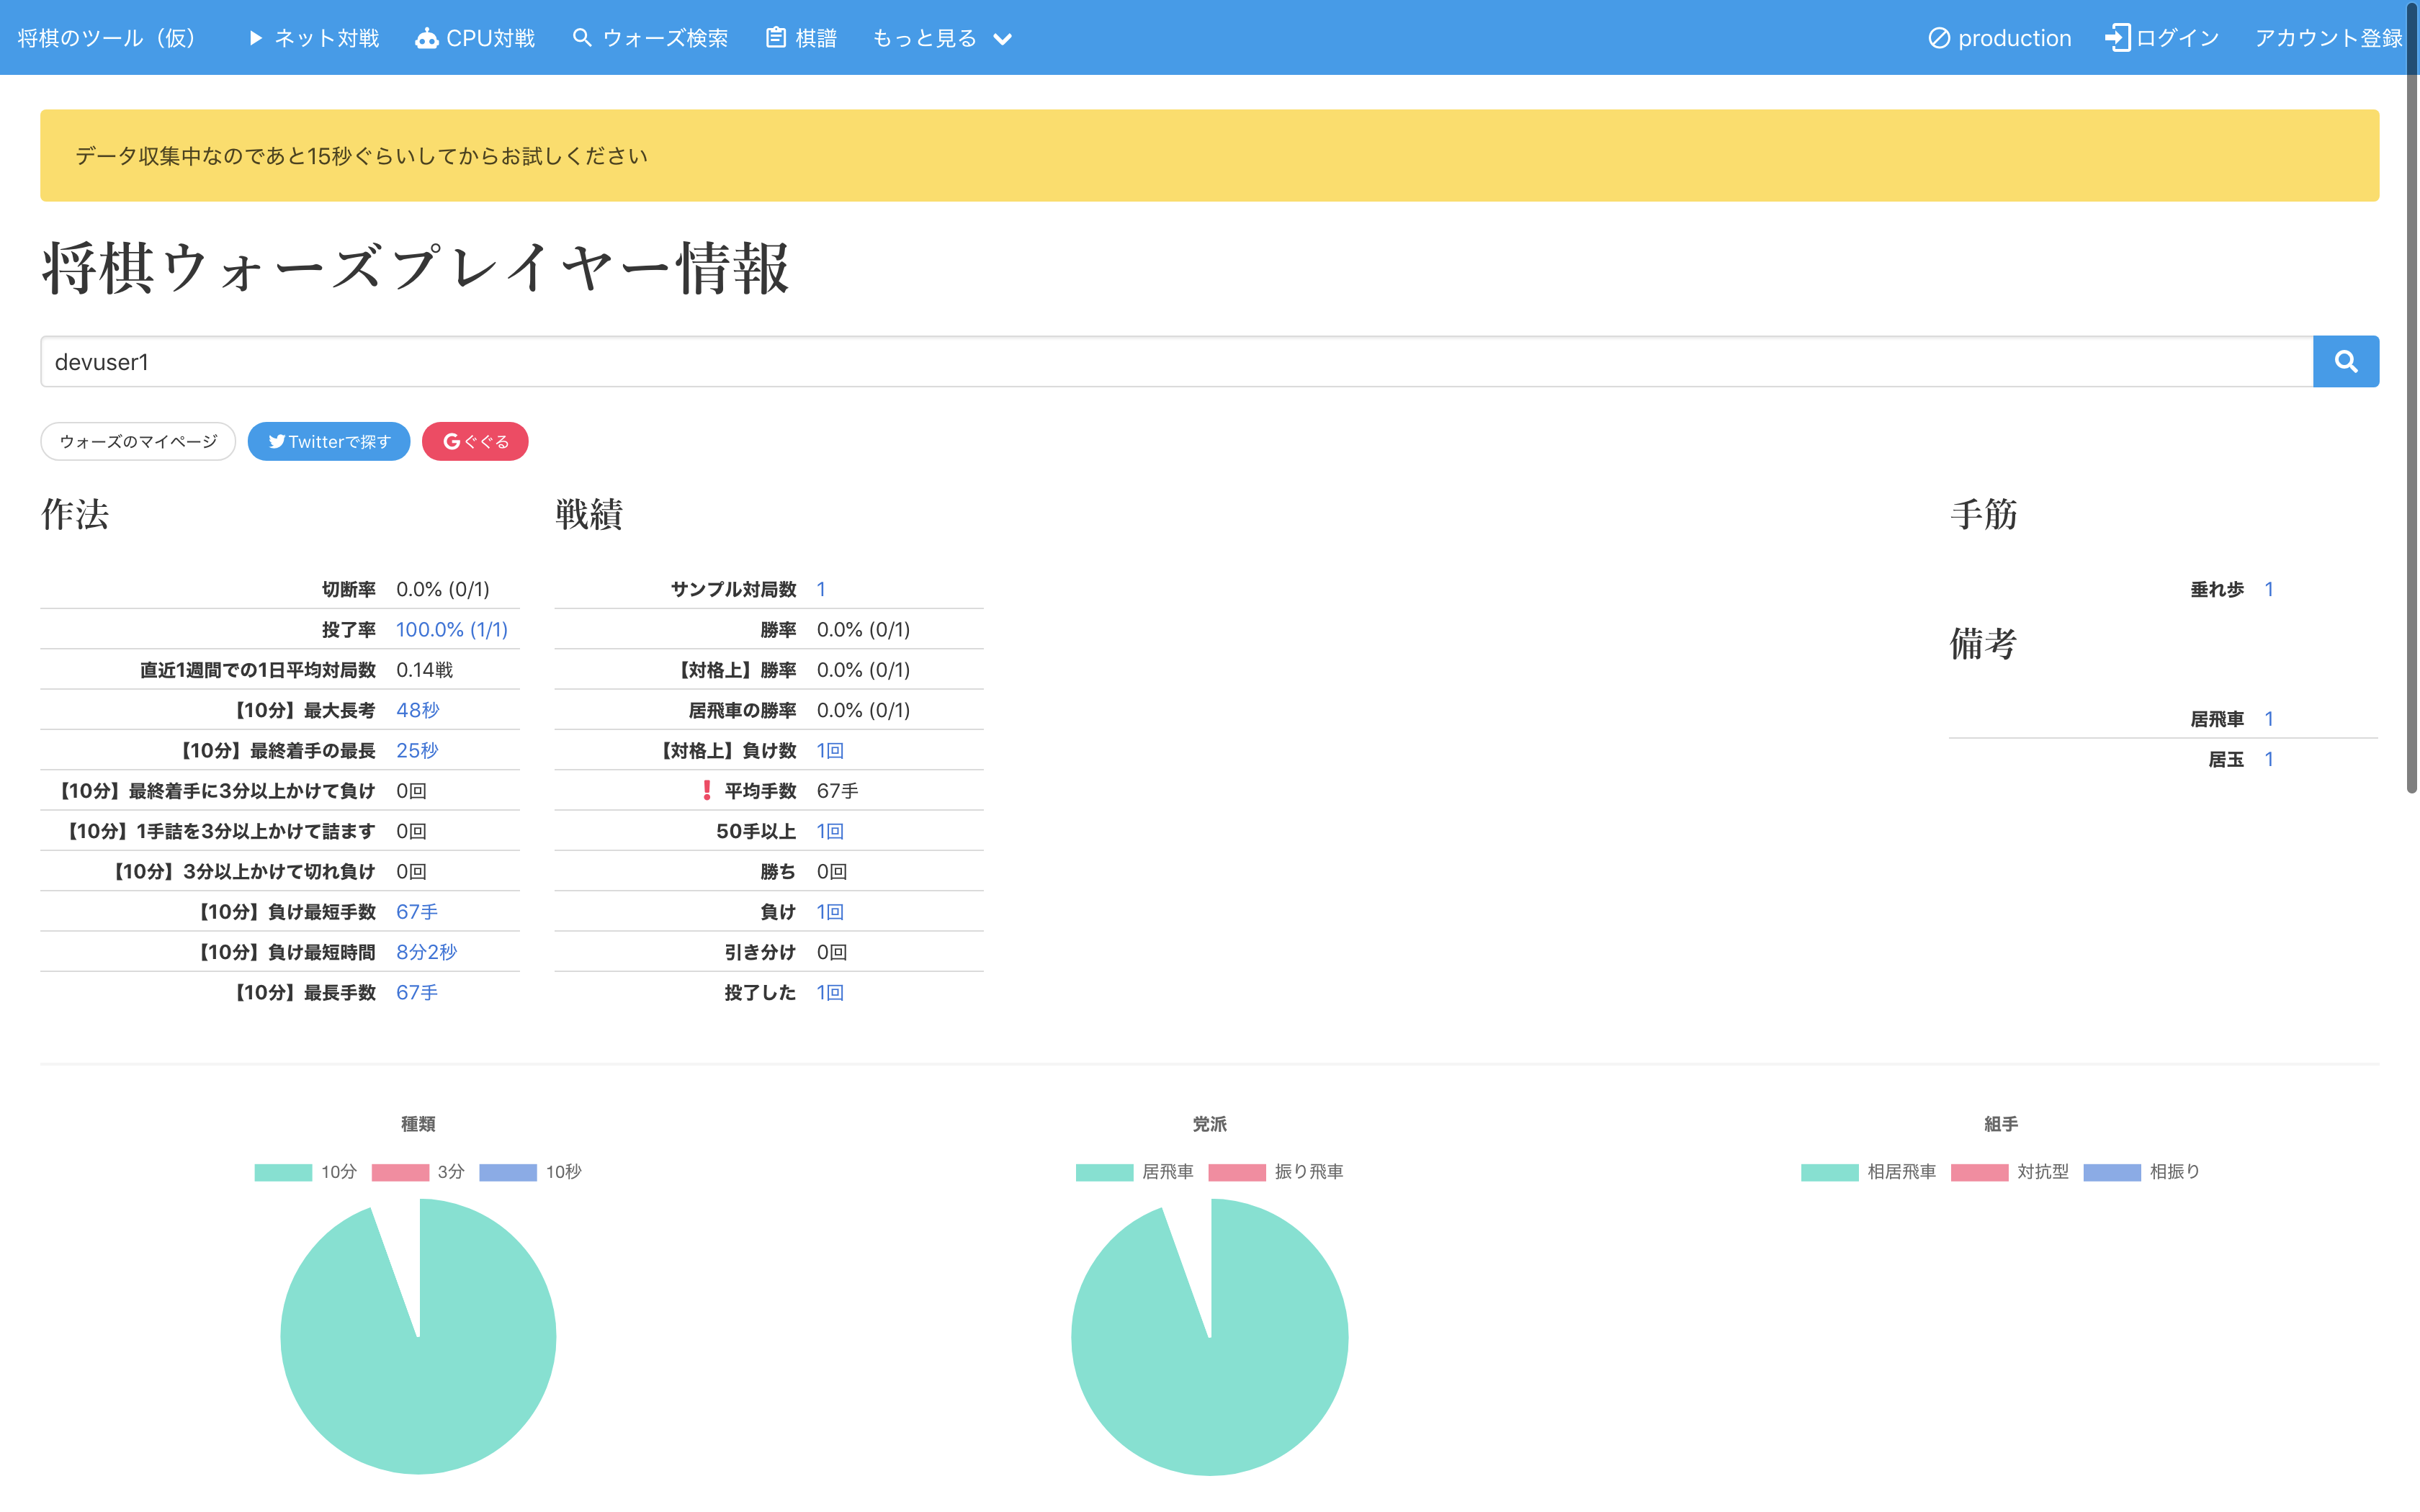 将棋のツール（仮） ネット対戦 CPU対戦 ウォーズ検索 棋譜 もっと見る production ログイン アカウント登録
データ収集中なのであと15秒ぐらいしてからお試しください
将棋ウォーズプレイヤー情報
devuser1
ウォーズのマイページ Twitterで探す ぐぐる
作法
切断率 0.0% (0/1)
投了率 100.0% (1/1)
直近1週間での1日平均対局数 0.14戦
【10分】最大長考 48秒
【10分】最終着手の最長 25秒
【10分】最終着手に3分以上かけて負け 0回
【10分】1手詰を3分以上かけて詰ます 0回
【10分】3分以上かけて切れ負け 0回
【10分】負け最短手数 67手
【10分】負け最短時間 8分2秒
【10分】最長手数 67手
戦績
サンプル対局数 1
勝率 0.0% (0/1)
【対格上】勝率 0.0% (0/1)
居飛車の勝率 0.0% (0/1)
【対格上】負け数 1回
❗ 平均手数 67手
50手以上 1回
勝ち 0回
負け 1回
引き分け 0回
投了した 1回
手筋
垂れ歩 1
備考
居飛車 1
居玉 1
種類
10分 3分 10秒
党派
居飛車 振り飛車
組手
相居飛車 対抗型 相振り